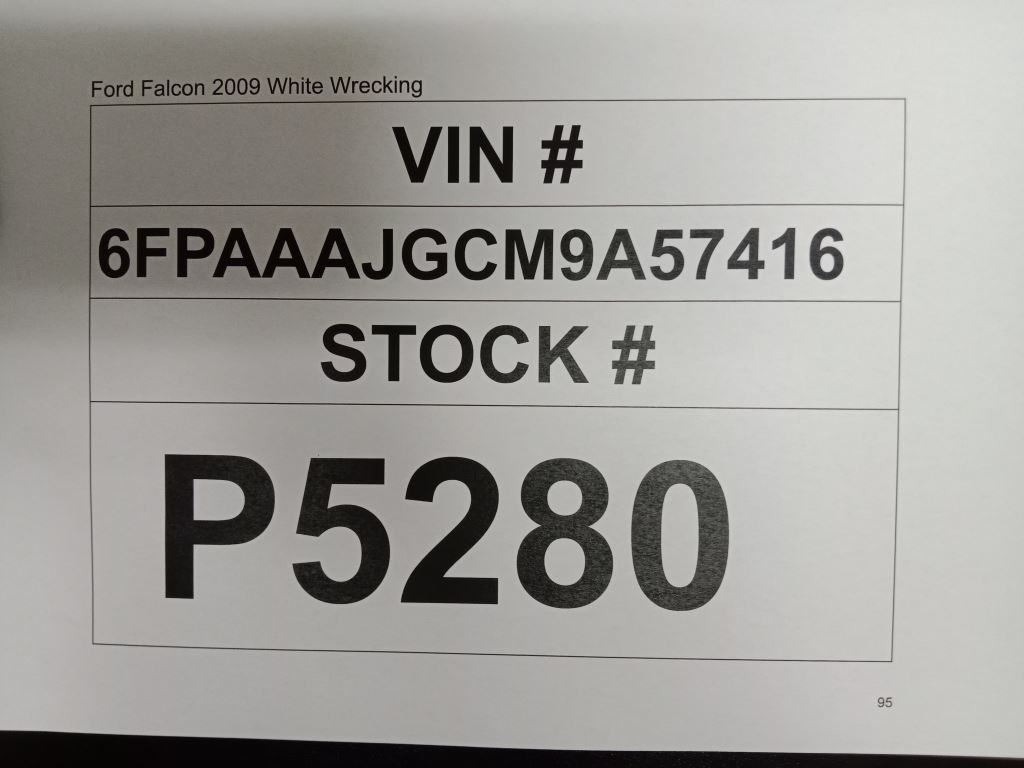 Ford Falcon 2009 White Wrecking
VIN #
6FPAAAJGCM9A57416
STOCK #
P5280
95